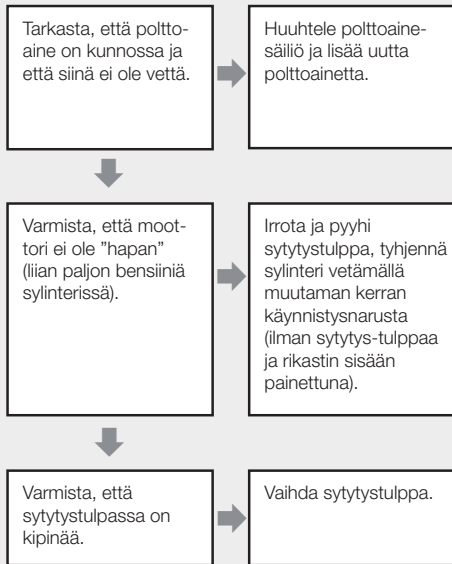 Tarkasta, että poltto-
aine on kunnossa ja
että siinä ei ole vettä.
Huuhtele polttoaine-
säiliö ja lisää uutta
polttoainetta.
Varmista, että moot-
tori ei ole ”hapan”
(liian paljon bensiiniä
sylinterissä).
Irrota ja pyyhi
sytytystulppa, tyhjennä
sylinteri vetämällä
muutaman kerran
käynnistysnarusta
(ilman sytytys-tulppaa
ja rikastin sisään
painettuna).
Varmista, että
sytytystulpassa on
kipinää.
Vaihda sytytystulppa.